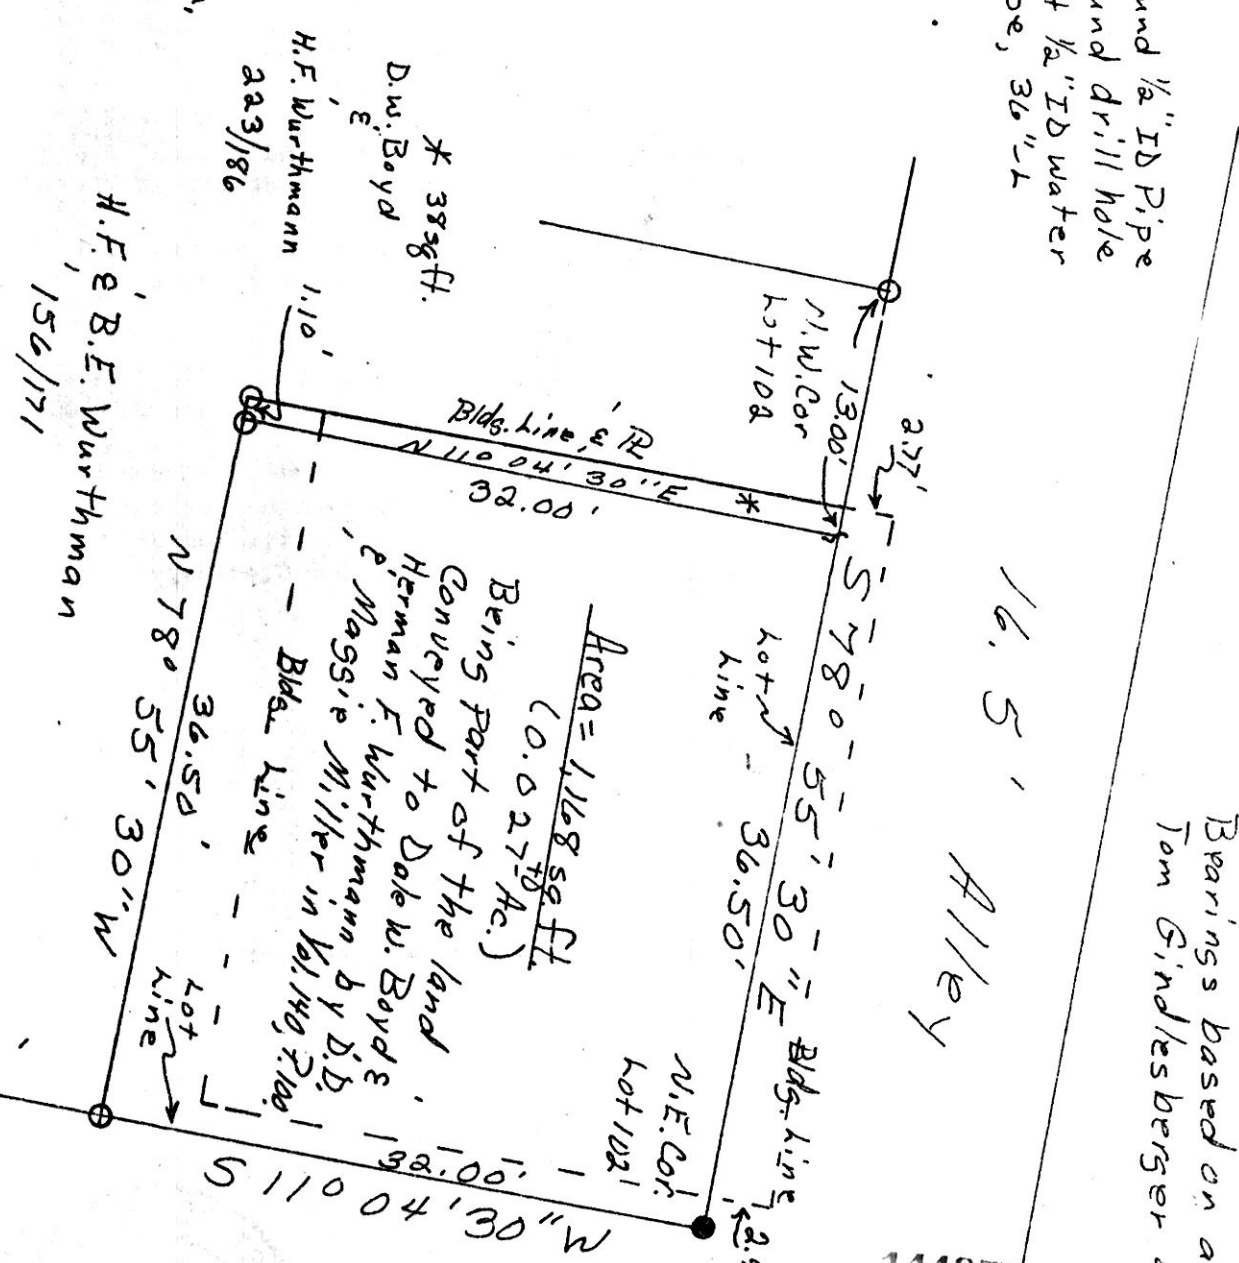 und 1/2" ID Pipe
und drill hole
1/2" ID water
pe, 36"-L
Bearings based on a
Tom Gindlesberger
16.5' Alley
* 38 sq ft.
D.W. Boyd
&
H.F. Wurthmann
223/186
1.10'
H.F. & B.E. Wurthman
156/171
N.W. Cor
Lot 102
13.00'
2.77'
Bldg. Line & PL
N 11° 04' 30" E *
32.00'
S 78° 55' 30" E Bldg. Line
Lot
Line
36.50'
Area = 1,168 sq. ft.
(0.027 Ac.)
Being part of the land
Conveyed to Dale W. Boyd &
Herman F. Wurthmann by D.D.
& Maggie Miller in Vol. 140, P. 100.
Bldg. Line
36.50'
N 78° 55' 30" W
Lot
Line
N.E. Cor.
Lot 102
32.00'
S 11° 04' 30" W